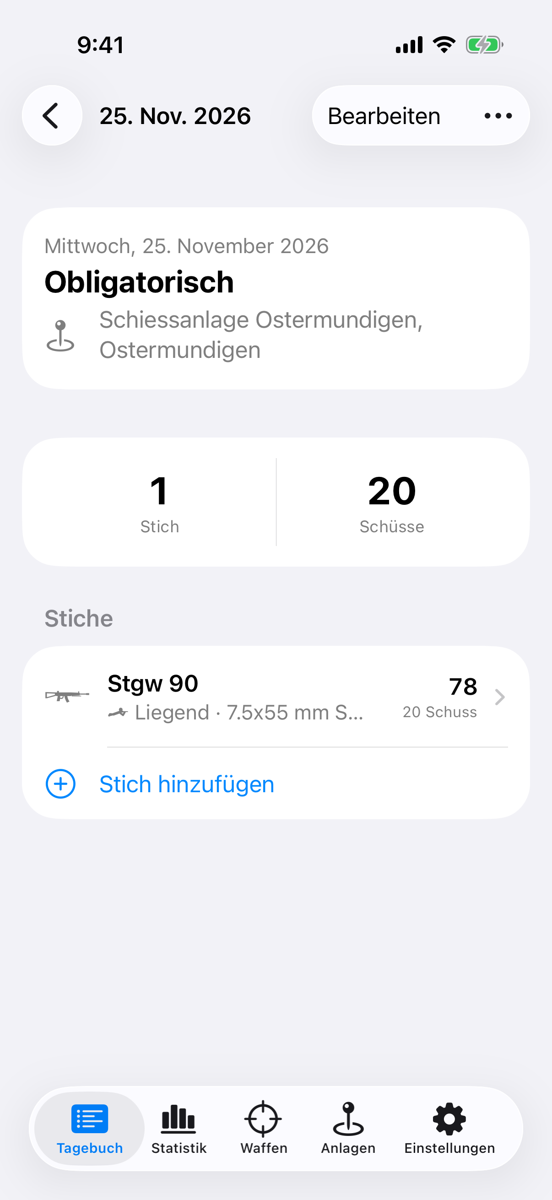 9:41
25. Nov. 2026
Bearbeiten
Mittwoch, 25. November 2026
Obligatorisch
Schiessanlage Ostermundigen,
Ostermundigen
1
Stich
20
Schüsse
Stiche
Stgw 90
78
Liegend · 7.5x55 mm S...
20 Schuss
Stich hinzufügen
Tagebuch
Statistik
Waffen
Anlagen
Einstellungen